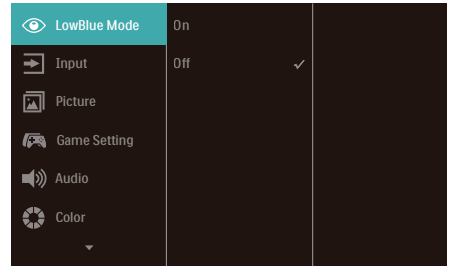 LowBlue Mode
On
Input
Off
Picture
Game Setting
Audio
Color